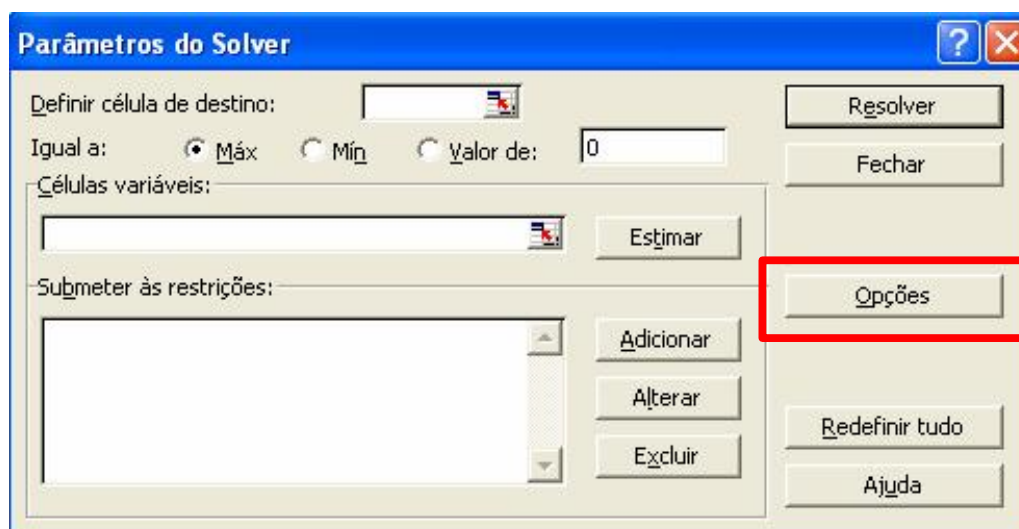 Parâmetros do Solver
?
Definir célula de destino:
Resolver
Igual a: Máx Mín Valor de: 0
Fechar
Células variáveis:
Estimar
Submeter às restrições:
Opções
Adicionar
Alterar
Redefinir tudo
Excluir
Ajuda